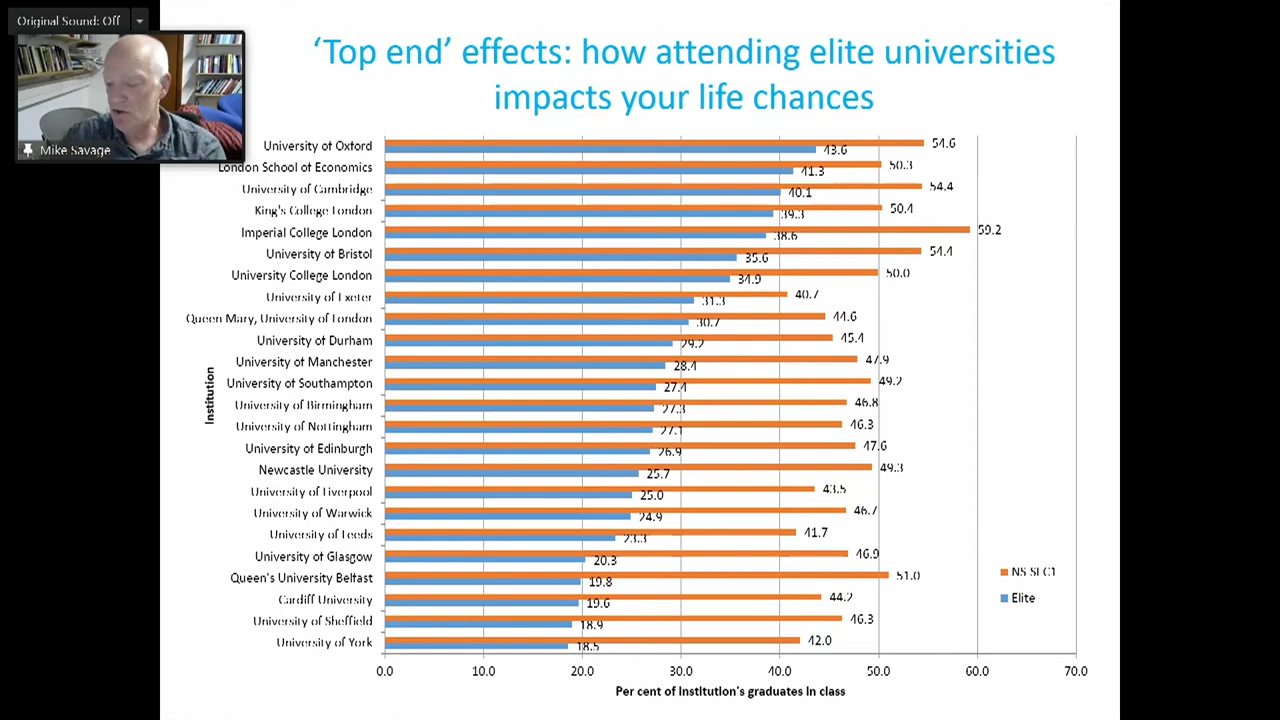 Original Sound: Off
Mike Savage
‘Top end’ effects: how attending elite universities
impacts your life chances
University of Oxford 54.6 43.6
London School of Economics 50.3 41.3
University of Cambridge 54.4 40.1
King's College London 50.4 39.3
Imperial College London 59.2 38.6
University of Bristol 54.4 35.6
University College London 50.0 34.9
University of Exeter 40.7 31.3
Queen Mary, University of London 44.6 30.7
University of Durham 45.4 29.2
University of Manchester 47.9 28.4
University of Southampton 49.2 27.4
University of Birmingham 46.8 27.3
University of Nottingham 46.3 27.1
University of Edinburgh 47.6 26.9
Newcastle University 49.3 25.7
University of Liverpool 43.5 25.0
University of Warwick 46.7 24.9
University of Leeds 41.7 23.3
University of Glasgow 46.9 20.3
Queen's University Belfast 51.0 19.8
Cardiff University 44.2 19.6
University of Sheffield 46.3 18.9
University of York 42.0 18.5
Institution
NS SEC1
Elite
0.0 10.0 20.0 30.0 40.0 50.0 60.0 70.0
Per cent of institution's graduates in class